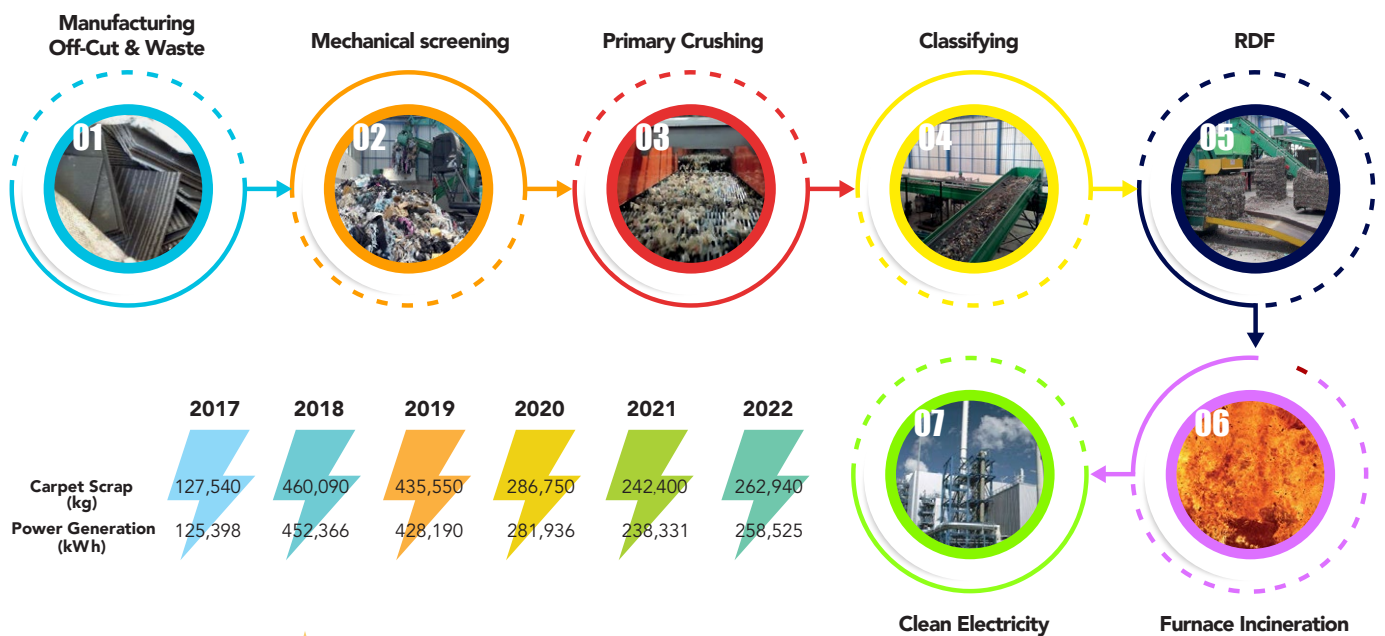 Manufacturing
Off-Cut & Waste
Mechanical screening
Primary Crushing
Classifying
RDF
01
02
03
04
05
07
06
2017 2018 2019 2020 2021 2022
Carpet Scrap
(kg)
127,540 460,090 435,550 286,750 242,400 262,940
Power Generation
(kWh)
125,398 452,366 428,190 281,936 238,331 258,525
Clean Electricity
Furnace Incineration